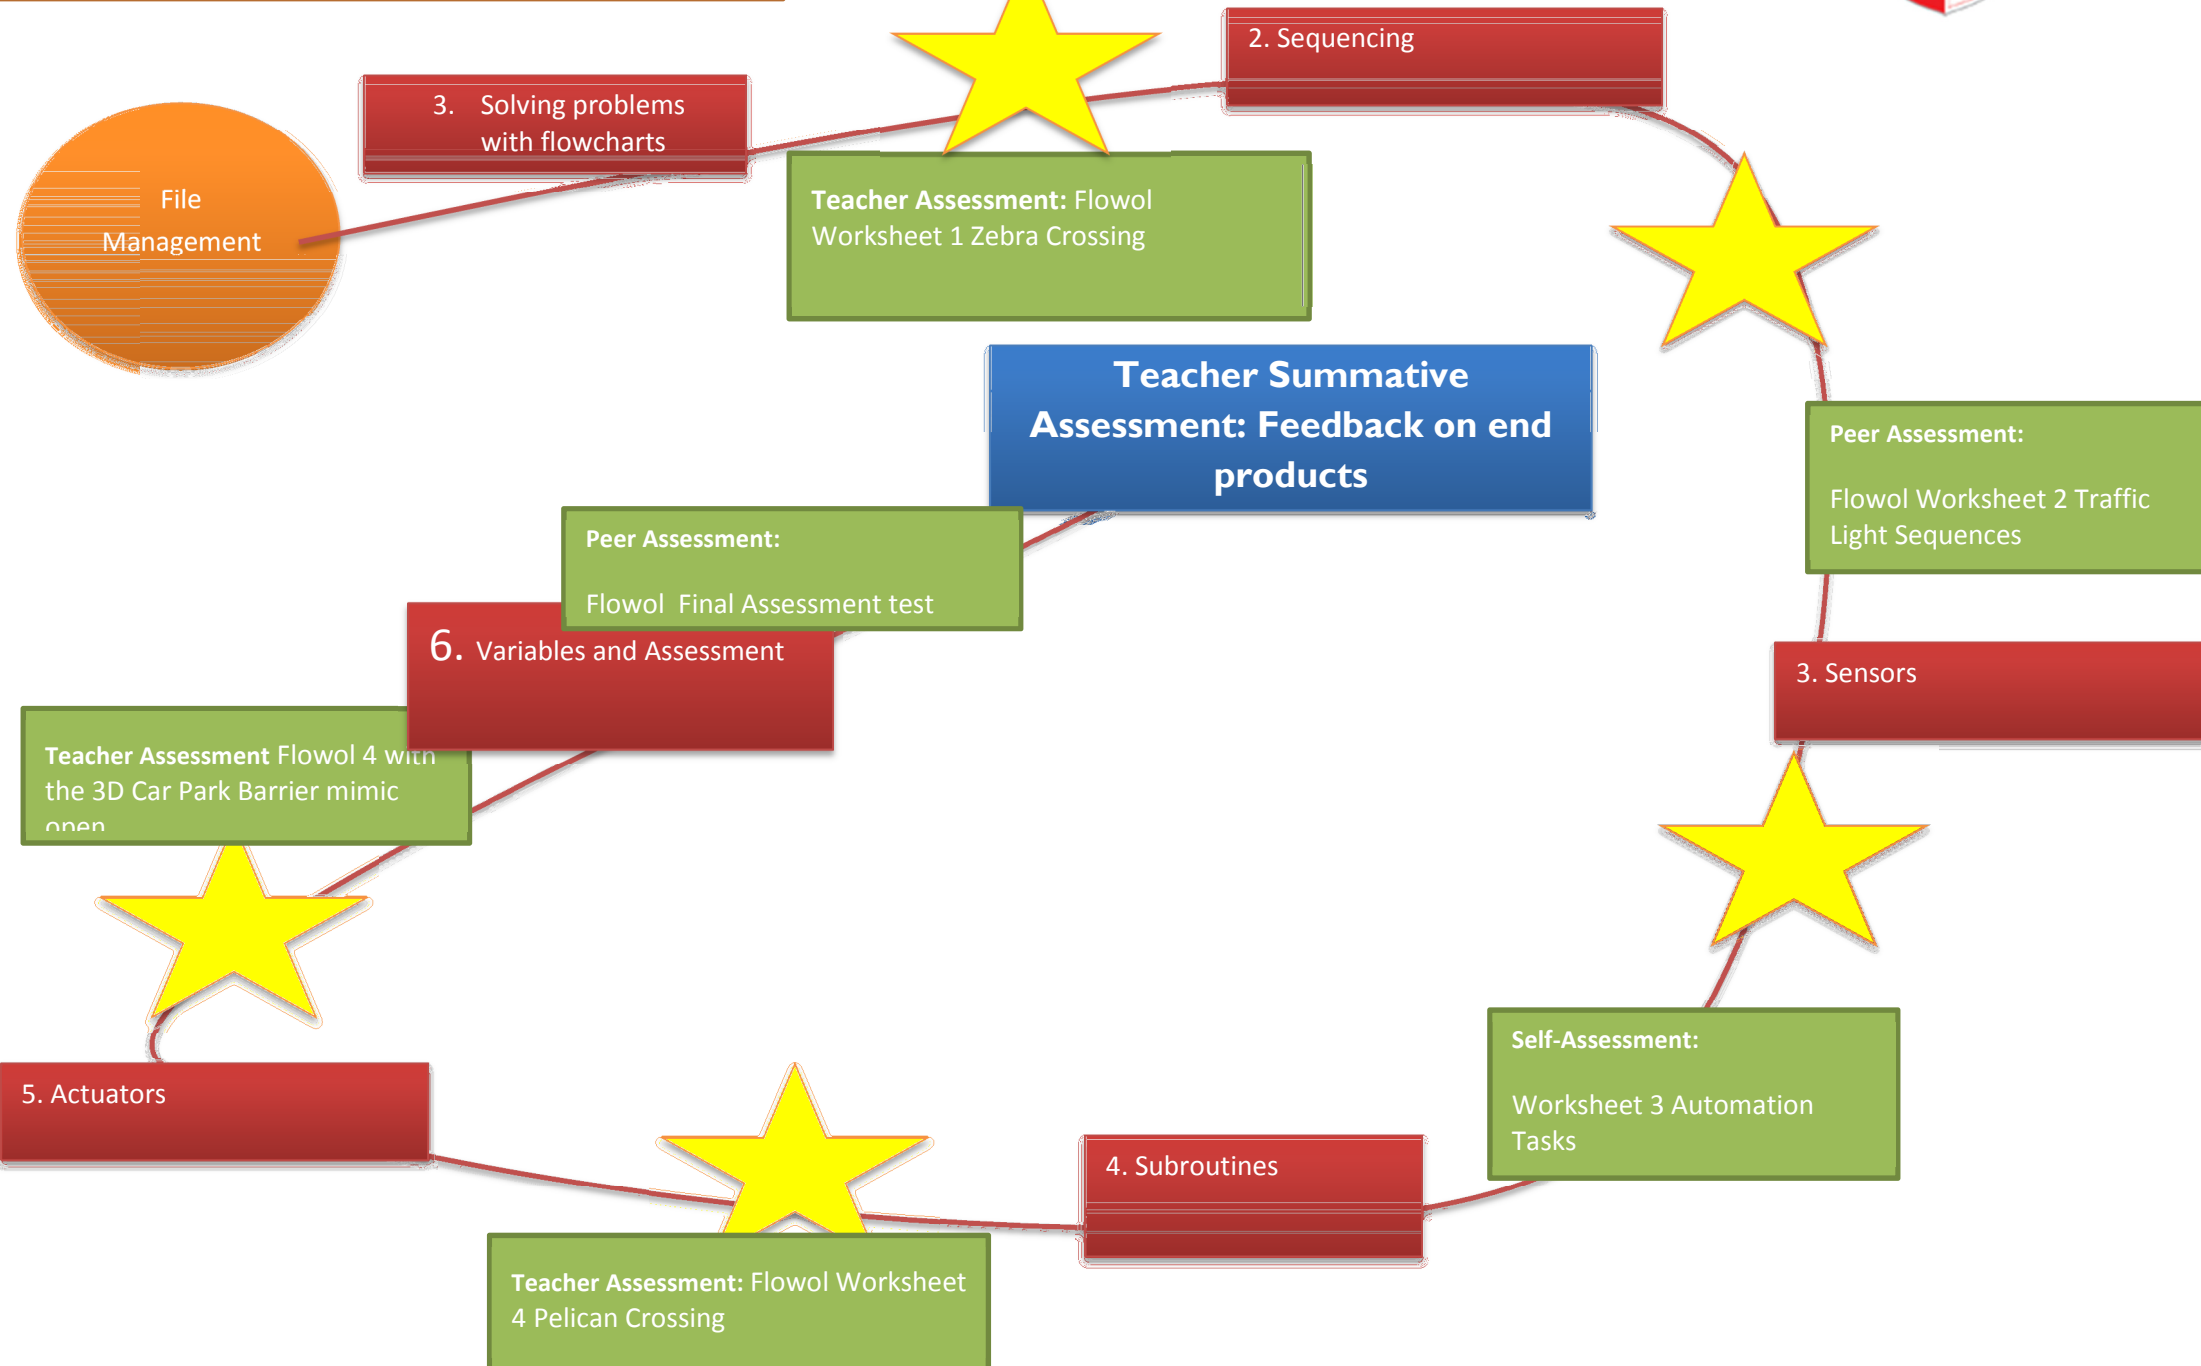 2. Sequencing
3. Solving problems
with flowcharts
File
Management
Teacher Assessment: Flowol
Worksheet 1 Zebra Crossing
Teacher Summative
Assessment: Feedback on end
products
Peer Assessment:
Flowol Worksheet 2 Traffic
Light Sequences
Peer Assessment:
Flowol  Final Assessment test
6. Variables and Assessment
3. Sensors
Teacher Assessment Flowol 4 with
the 3D Car Park Barrier mimic
open
Self-Assessment:
Worksheet 3 Automation
Tasks
5. Actuators
4. Subroutines
Teacher Assessment: Flowol Worksheet
4 Pelican Crossing